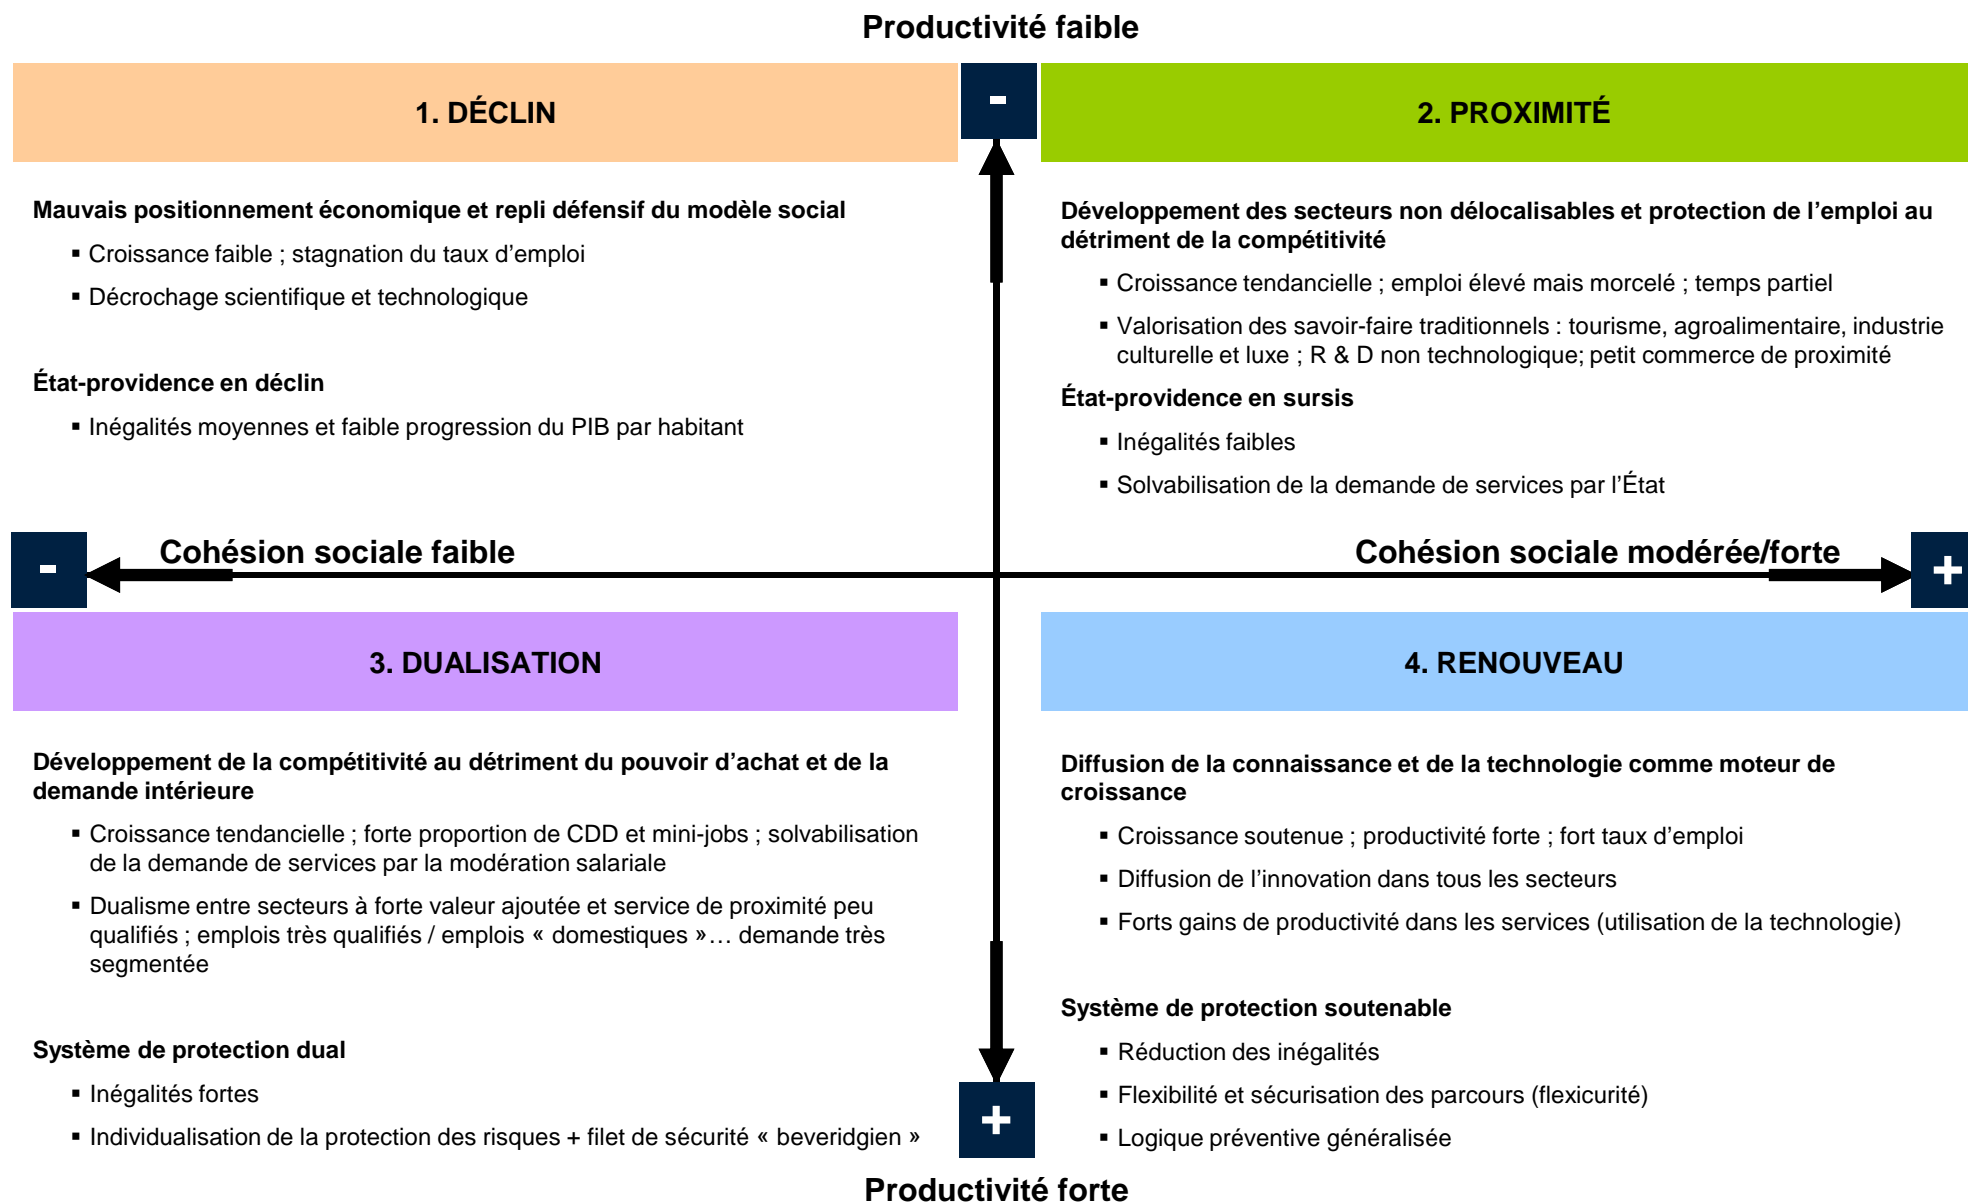 Productivité faible
-
1. DÉCLIN
Mauvais positionnement économique et repli défensif du modèle social
▪ Croissance faible ; stagnation du taux d'emploi
▪ Décrochage scientifique et technologique
État-providence en déclin
▪ Inégalités moyennes et faible progression du PIB par habitant
2. PROXIMITÉ
Développement des secteurs non délocalisables et protection de l'emploi au
détriment de la compétitivité
▪ Croissance tendancielle ; emploi élevé mais morcelé ; temps partiel
▪ Valorisation des savoir-faire traditionnels : tourisme, agroalimentaire, industrie
culturelle et luxe ; R & D non technologique; petit commerce de proximité
État-providence en sursis
▪ Inégalités faibles
▪ Solvabilisation de la demande de services par l'État
-
Cohésion sociale faible
Cohésion sociale modérée/forte
+
3. DUALISATION
Développement de la compétitivité au détriment du pouvoir d'achat et de la
demande intérieure
▪ Croissance tendancielle ; forte proportion de CDD et mini-jobs ; solvabilisation
de la demande de services par la modération salariale
▪ Dualisme entre secteurs à forte valeur ajoutée et service de proximité peu
qualifiés ; emplois très qualifiés / emplois « domestiques »… demande très
segmentée
Système de protection dual
▪ Inégalités fortes
▪ Individualisation de la protection des risques + filet de sécurité « beveridgien »
4. RENOUVEAU
Diffusion de la connaissance et de la technologie comme moteur de
croissance
▪ Croissance soutenue ; productivité forte ; fort taux d'emploi
▪ Diffusion de l'innovation dans tous les secteurs
▪ Forts gains de productivité dans les services (utilisation de la technologie)
Système de protection soutenable
▪ Réduction des inégalités
▪ Flexibilité et sécurisation des parcours (flexicurité)
▪ Logique préventive généralisée
+
Productivité forte